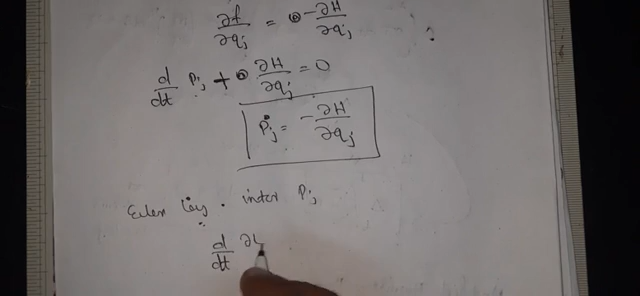 ∂f/∂qj = -∂H/∂qj
d/dt Pj + ∂H/∂qj = 0
Ṗj = -∂H/∂qj
Euler Lag. inter Pj
d/dt ∂L